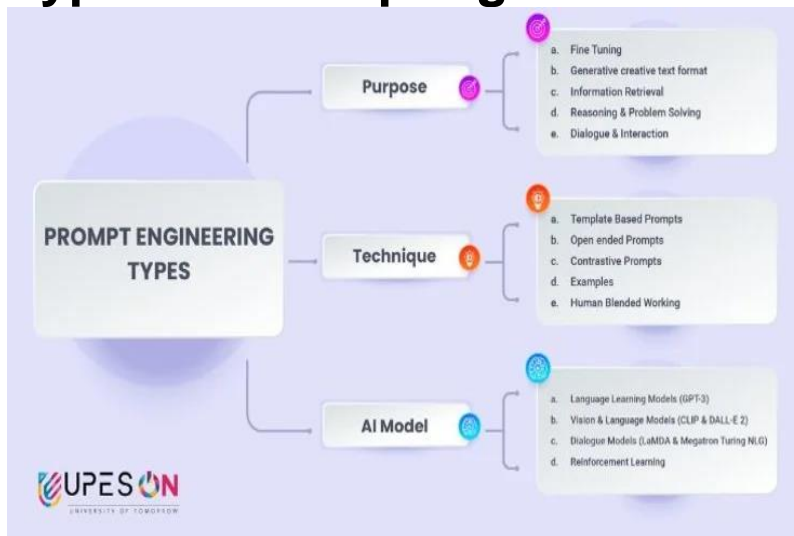 PROMPT ENGINEERING
TYPES
Purpose
a. Fine Tuning
b. Generative creative text format
c. Information Retrieval
d. Reasoning & Problem Solving
e. Dialogue & Interaction
Technique
a. Template Based Prompts
b. Open ended Prompts
c. Contrastive Prompts
d. Examples
e. Human Blended Working
AI Model
a. Language Learning Models (GPT-3)
b. Vision & Language Models (CLIP & DALL-E 2)
c. Dialogue Models (LaMDA & Megatron Turing NLG)
d. Reinforcement Learning
UPES ON
UNIVERSITY OF TOMORROW